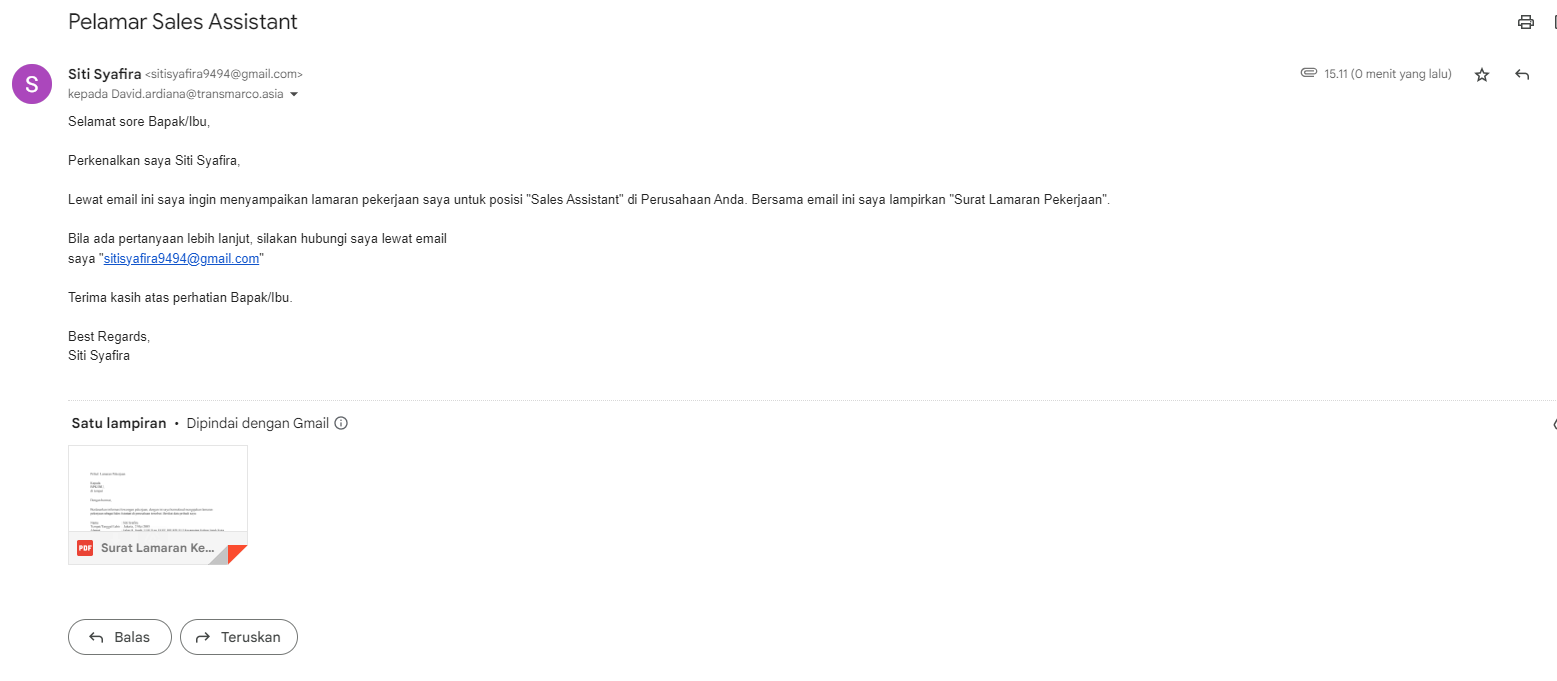 Pelamar Sales Assistant
S
Siti Syafira <sitisyafira9494@gmail.com>
15.11 (0 menit yang lalu)
kepada David.ardiana@transmarco.asia
Selamat sore Bapak/Ibu,
Perkenalkan saya Siti Syafira,
Lewat email ini saya ingin menyampaikan lamaran pekerjaan saya untuk posisi "Sales Assistant" di Perusahaan Anda. Bersama email ini saya lampirkan "Surat Lamaran Pekerjaan".
Bila ada pertanyaan lebih lanjut, silakan hubungi saya lewat email
saya "sitisyafira9494@gmail.com"
Terima kasih atas perhatian Bapak/Ibu.
Best Regards,
Siti Syafira
Satu lampiran • Dipindai dengan Gmail
PDF Surat Lamaran Ke...
Balas
Teruskan